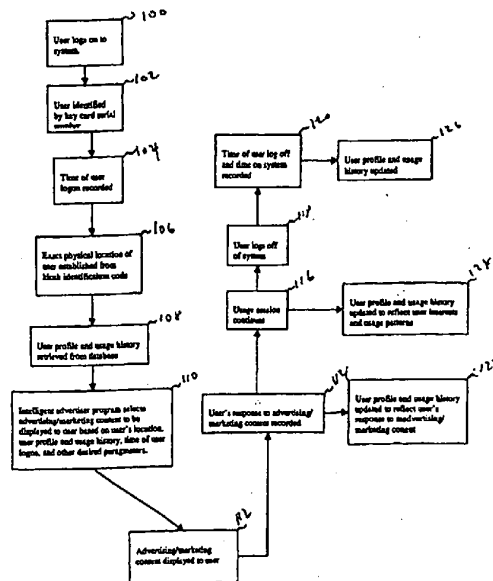 100
User logs on to
system.
102
User identified
by key card serial
number
104
Time of user
logon recorded
106
Exact physical location of
user established from
kiosk identification code
108
User profile and usage history
retrieved from database
110
Intelligent advertiser program selects
advertising/marketing content to be
displayed to user based on user's location,
user profile and usage history, time of user
logon, and other desired parameters.
112
Advertising/marketing
content displayed to user
User's response to advertising/
marketing content recorded
User profile and usage history
updated to reflect user's
response to madvertising/
marketing content
116
Usage session
continues
User profile and usage history
updated to reflect user interests
and usage patterns
118
User logs off
of system
120
Time of user log off
and time on system
recorded
126
User profile and usage
history updated